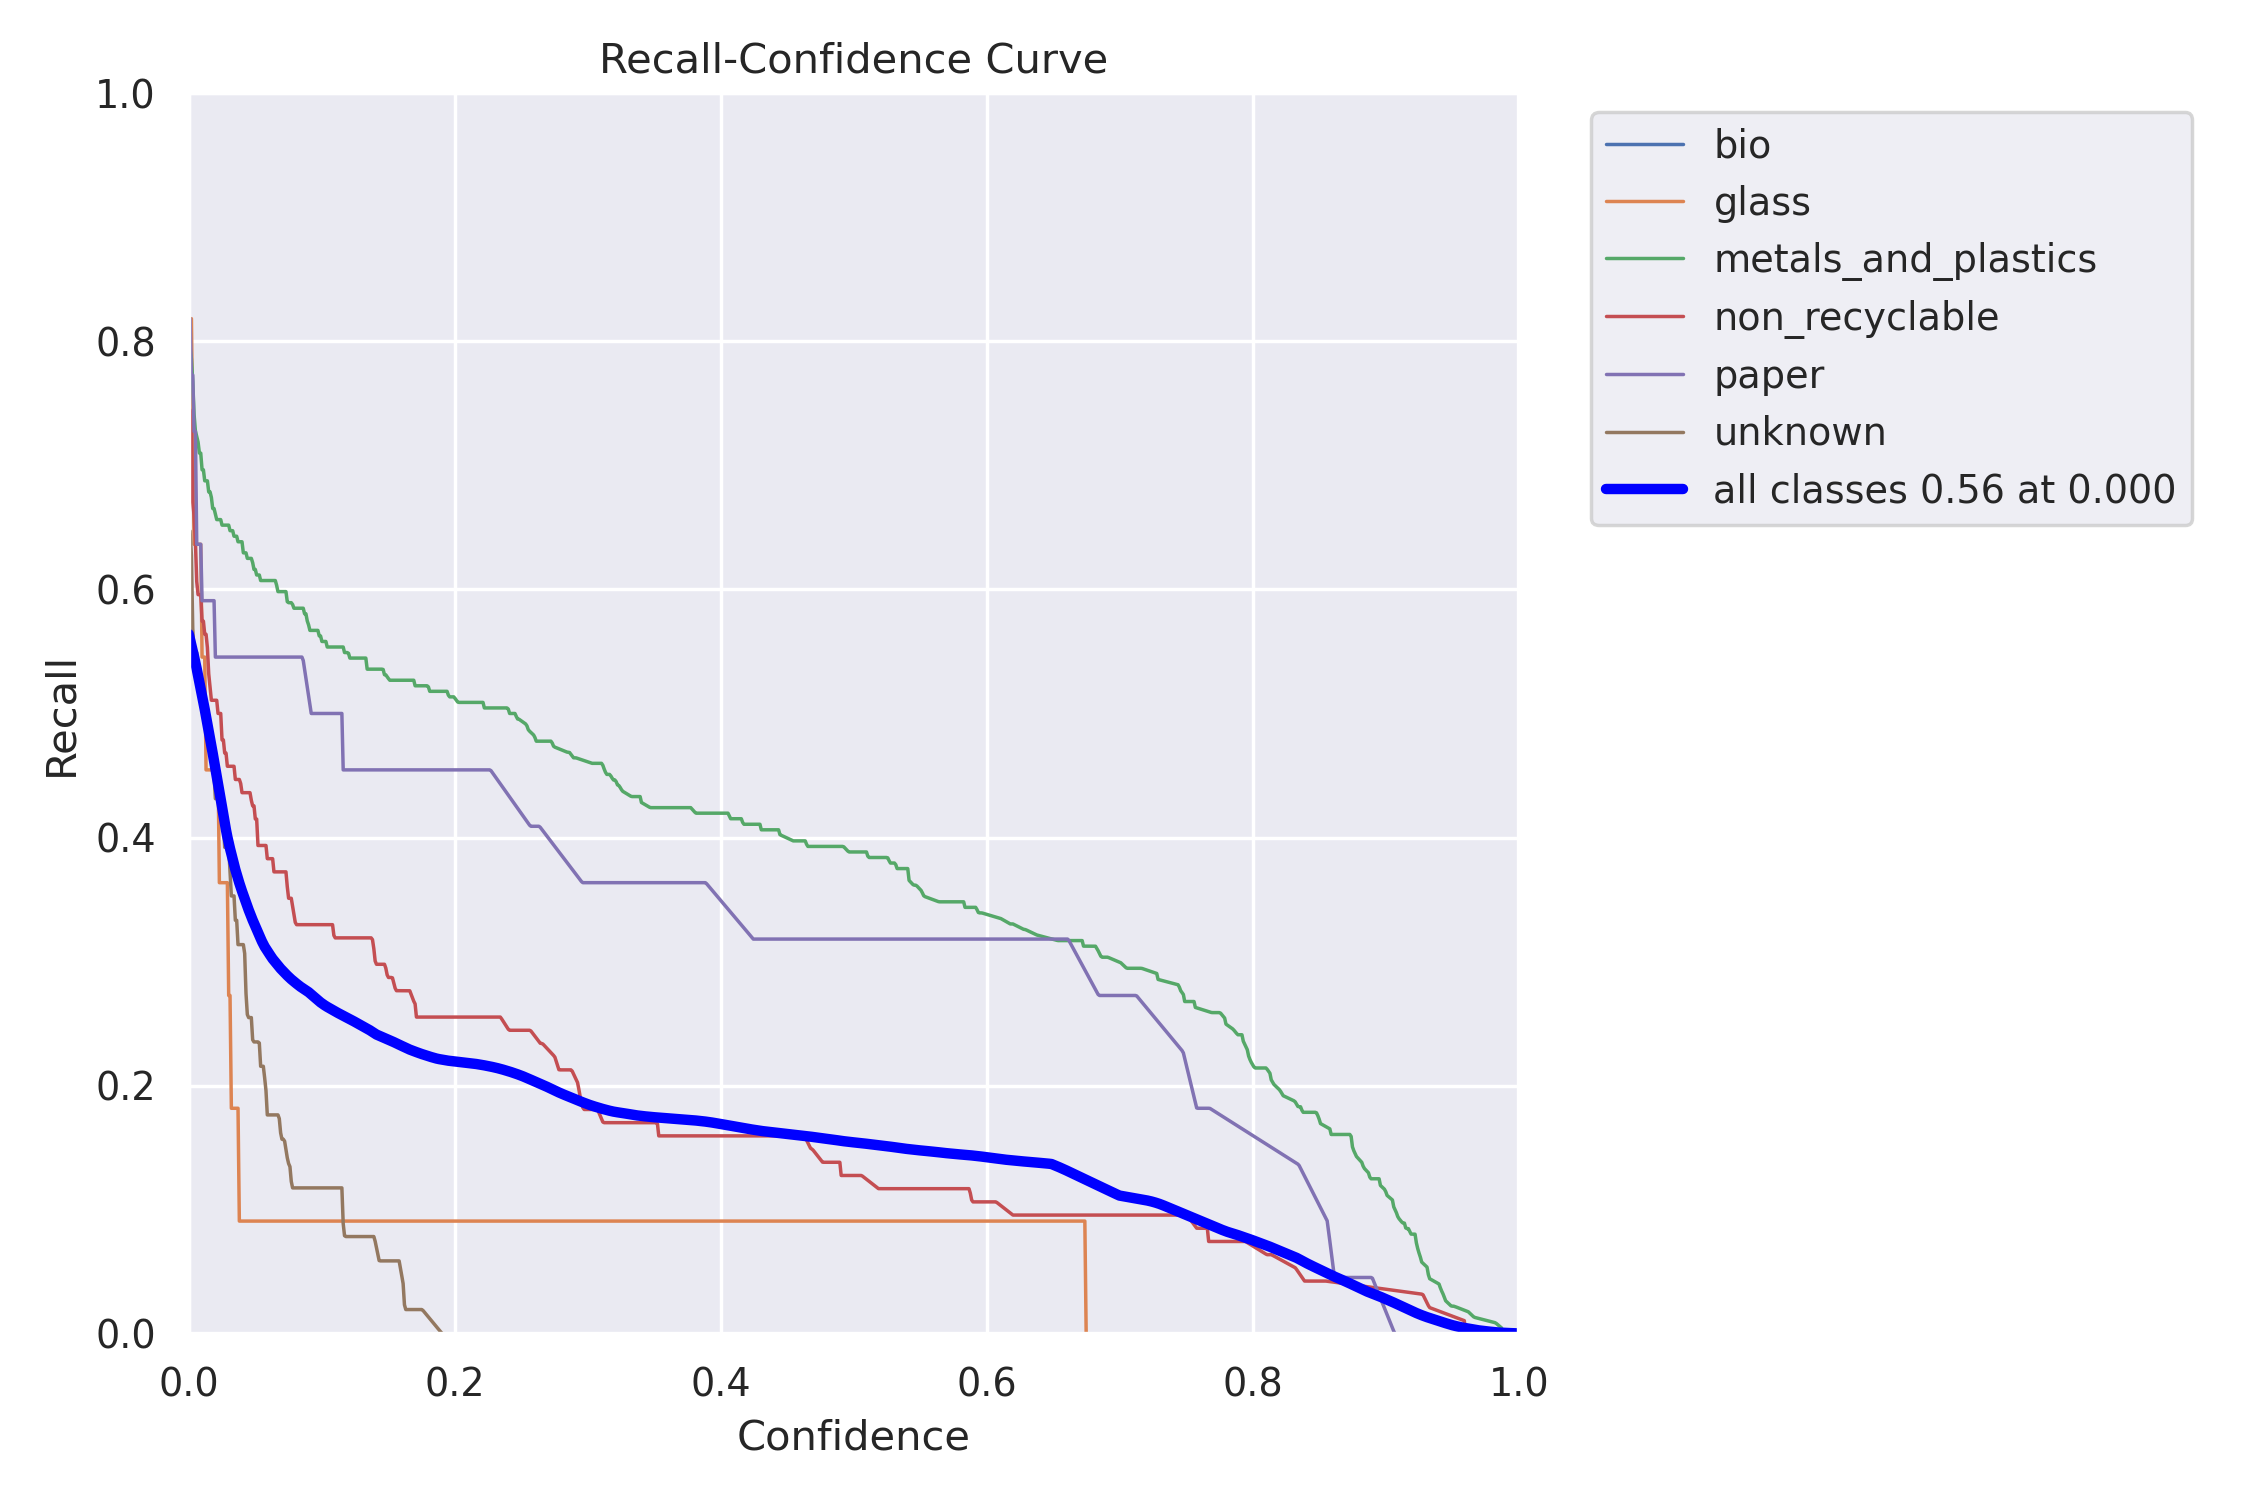 Recall-Confidence Curve
1.0
0.8
0.6
0.4
0.2
0.0
Recall
0.0 0.2 0.4 0.6 0.8 1.0
Confidence
bio
glass
metals_and_plastics
non_recyclable
paper
unknown
all classes 0.56 at 0.000